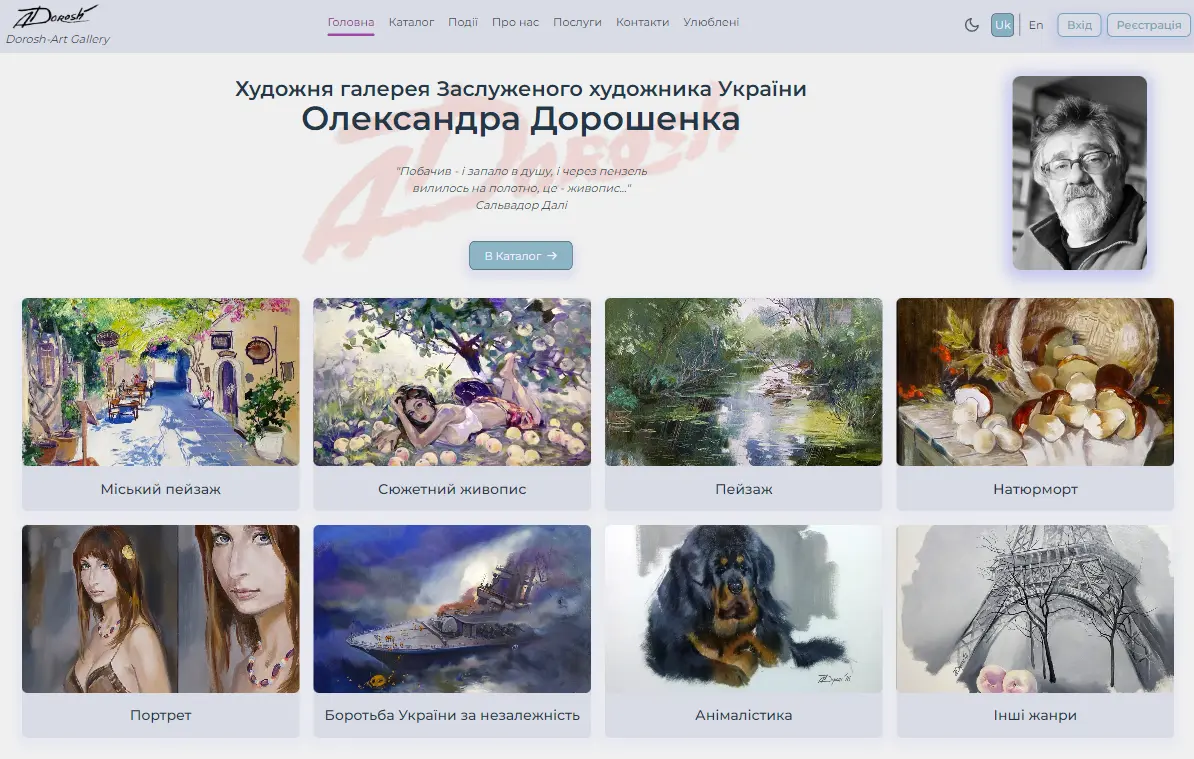 Dorosh
Dorosh-Art Gallery
Головна Каталог Події Про нас Послуги Контакти Улюблені
Uk En Вхід Реєстрація
Художня галерея Заслуженого художника України
Олександра Дорошенка
Dorosh
"Побачив - і запало в душу, і через пензель
вилилось на полотно, це - живопис..."
Сальвадор Далі
В Каталог →
Міський пейзаж
Сюжетний живопис
Пейзаж
Натюрморт
Портрет
Боротьба України за незалежність
Анімалістика
Інші жанри